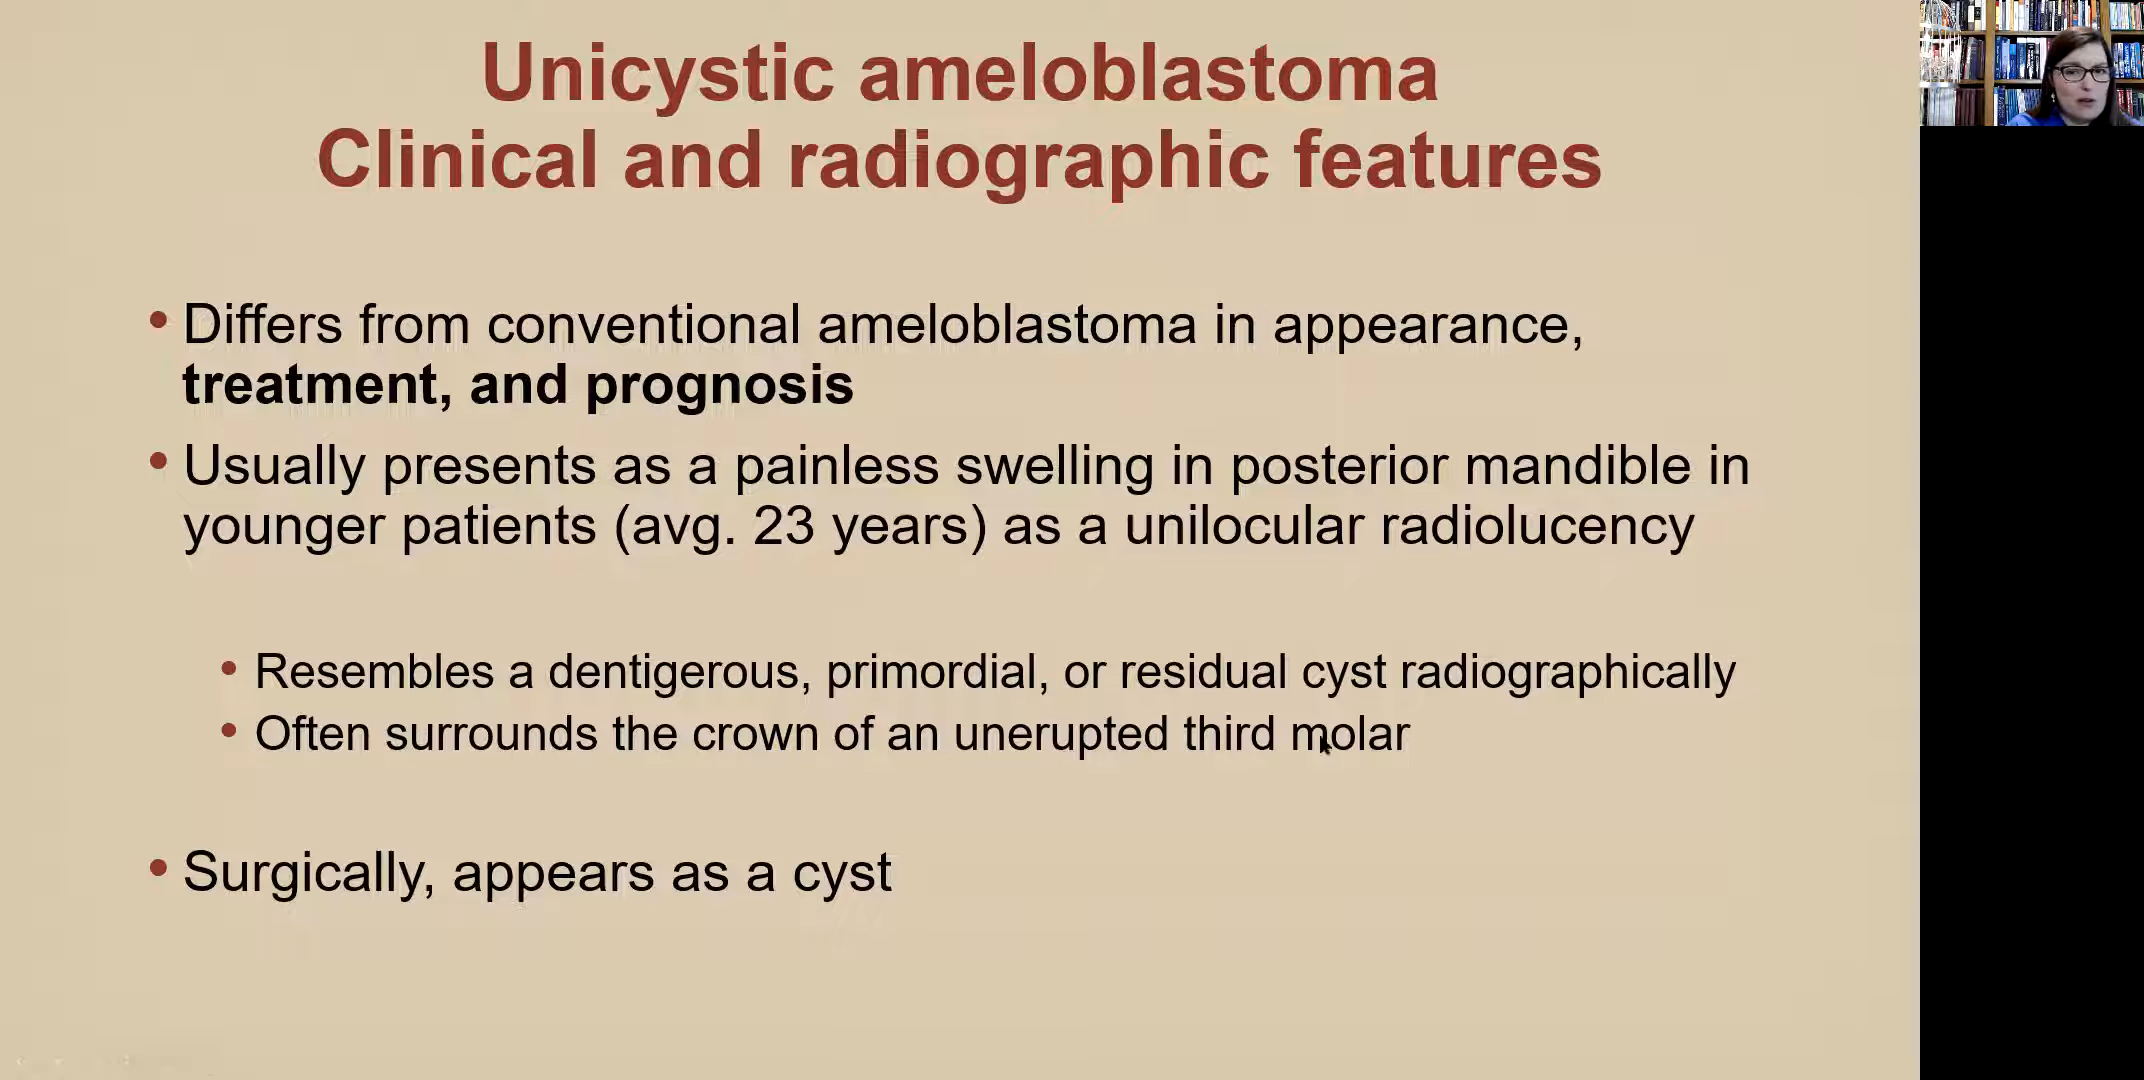 Unicystic ameloblastoma
Clinical and radiographic features
• Differs from conventional ameloblastoma in appearance,
treatment, and prognosis
• Usually presents as a painless swelling in posterior mandible in
younger patients (avg. 23 years) as a unilocular radiolucency
• Resembles a dentigerous, primordial, or residual cyst radiographically
• Often surrounds the crown of an unerupted third molar
• Surgically, appears as a cyst